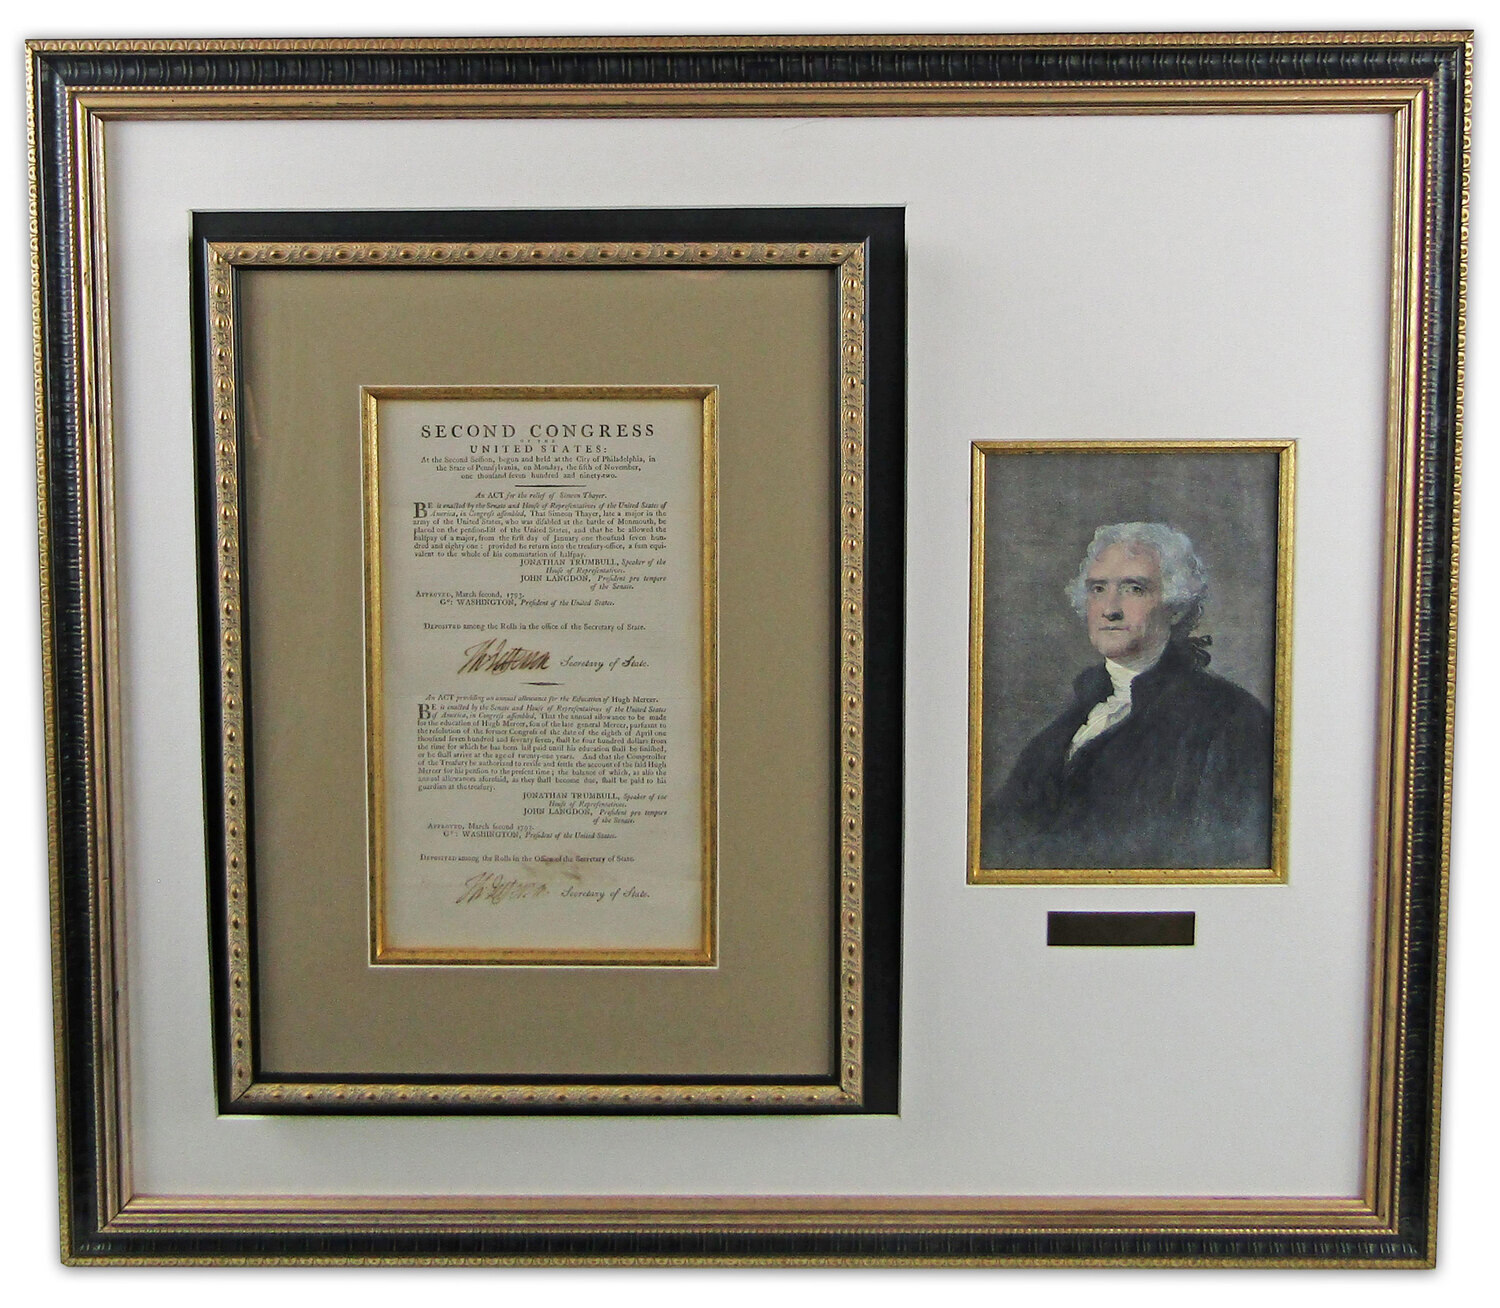 SECOND CONGRESS
OF THE
UNITED STATES:
At the Second Seſſion, begun and held at the City of Philadelphia, in
the State of Pennſylvania, on Monday, the fifth of November,
one thouſand ſeven hundred and ninety-two.
An ACT for the relief of Simeon Thayer.
BE it enacted by the Senate and Houſe of Repreſentatives of the United States of
America, in Congreſs aſſembled, That Simeon Thayer, late a major in the
army of the United States, who was diſabled at the battle of Monmouth, be
placed on the penſion-liſt of the United States, and that he be allowed the
halfpay of a major, from the firſt day of January one thouſand ſeven hun-
dred and eighty one: provided he return into the treaſury-office, a ſum equi-
valent to the whole of his commutation of halfpay.
JONATHAN TRUMBULL, Speaker of the
Houſe of Repreſentatives.
JOHN LANGDON, Preſident pro tempore
of the Senate.
APPROVED, March ſecond, 1793.
Go: WASHINGTON, Preſident of the United States.
DEPOSITED among the Rolls in the office of the Secretary of State.
Th: Jefferson Secretary of State.
An ACT providing an annual allowance for the Education of Hugh Mercer.
BE it enacted by the Senate and Houſe of Repreſentatives of the United States
of America, in Congreſs aſſembled, That the annual allowance to be made
for the education of Hugh Mercer, ſon of the late general Mercer, purſuant to
the reſolution of the former Congreſs of the date of the eighth of April one
thouſand ſeven hundred and ſeventy ſeven, ſhall be four hundred dollars from
the time for which he has been laſt paid until his education ſhall be finiſhed,
or he ſhall arrive at the age of twenty-one years. And that the Comptroller
of the Treaſury be authorized to reviſe and ſettle the account of the ſaid Hugh
Mercer for his penſion to the preſent time; the balance of which, as alſo the
annual allowances aforeſaid, as they ſhall become due, ſhall be paid to his
guardian at the treaſury.
JONATHAN TRUMBULL, Speaker of the
Houſe of Repreſentatives.
JOHN LANGDON, Preſident pro tempore
of the Senate.
APPROVED, March ſecond 1793.
Go: WASHINGTON, Preſident of the United States.
DEPOSITED among the Rolls in the Office of the Secretary of State.
Th: Jefferson Secretary of State.